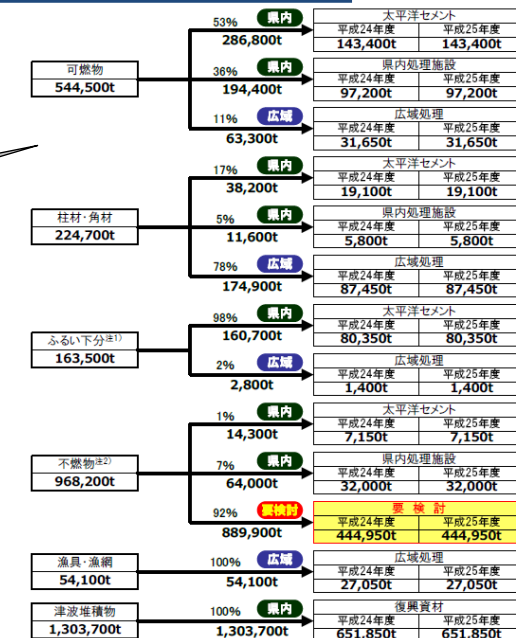 53% 県内 太平洋セメント
286,800t 平成24年度 平成25年度
143,400t 143,400t
可燃物 36% 県内 県内処理施設
544,500t 194,400t 平成24年度 平成25年度
97,200t 97,200t
11% 広域 広域処理
63,300t 平成24年度 平成25年度
31,650t 31,650t
17% 県内 太平洋セメント
38,200t 平成24年度 平成25年度
19,100t 19,100t
柱材・角材 5% 県内 県内処理施設
224,700t 11,600t 平成24年度 平成25年度
5,800t 5,800t
78% 広域 広域処理
174,900t 平成24年度 平成25年度
87,450t 87,450t
98% 県内 太平洋セメント
160,700t 平成24年度 平成25年度
ふるい下分注1) 80,350t 80,350t
163,500t 2% 広域 広域処理
2,800t 平成24年度 平成25年度
1,400t 1,400t
1% 県内 太平洋セメント
14,300t 平成24年度 平成25年度
7,150t 7,150t
不燃物注2) 7% 県内 県内処理施設
968,200t 64,000t 平成24年度 平成25年度
32,000t 32,000t
92% 要検討 要検討
889,900t 平成24年度 平成25年度
444,950t 444,950t
漁具・漁網 100% 広域 広域処理
54,100t 54,100t 平成24年度 平成25年度
27,050t 27,050t
津波堆積物 100% 県内 復興資材
1,303,700t 1,303,700t 平成24年度 平成25年度
651,850t 651,850t